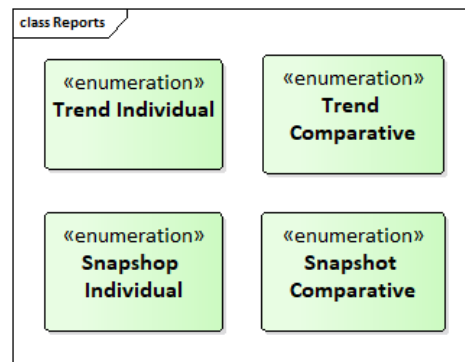 class Reports
«enumeration»
Trend Individual
«enumeration»
Trend
Comparative
«enumeration»
Snapshop
Individual
«enumeration»
Snapshot
Comparative